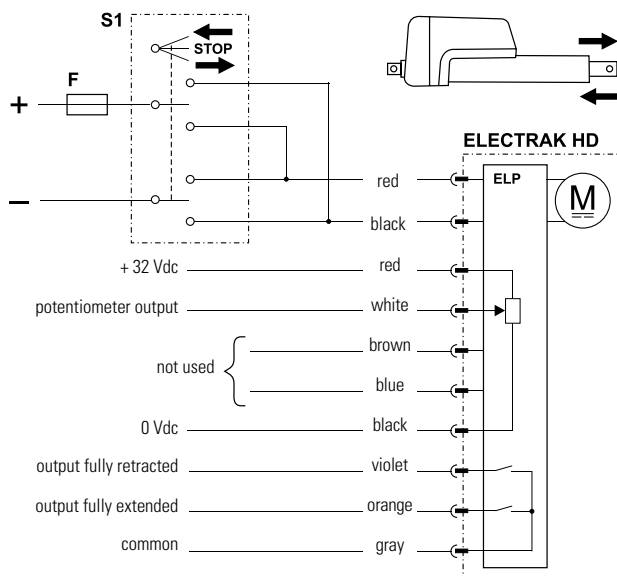 S1
STOP
F
+
–
ELECTRAK HD
ELP
M
red
black
+ 32 Vdc red
potentiometer output white
not used
brown
blue
0 Vdc black
output fully retracted violet
output fully extended orange
common gray